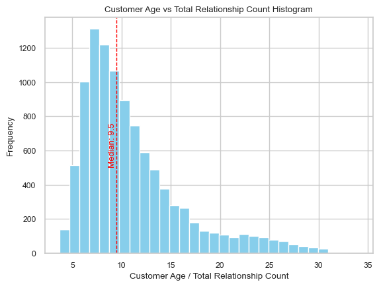 Customer Age vs Total Relationship Count Histogram
1200
1000
800
600
400
200
0
Frequency
Median: 9.5
5 10 15 20 25 30 35
Customer Age / Total Relationship Count